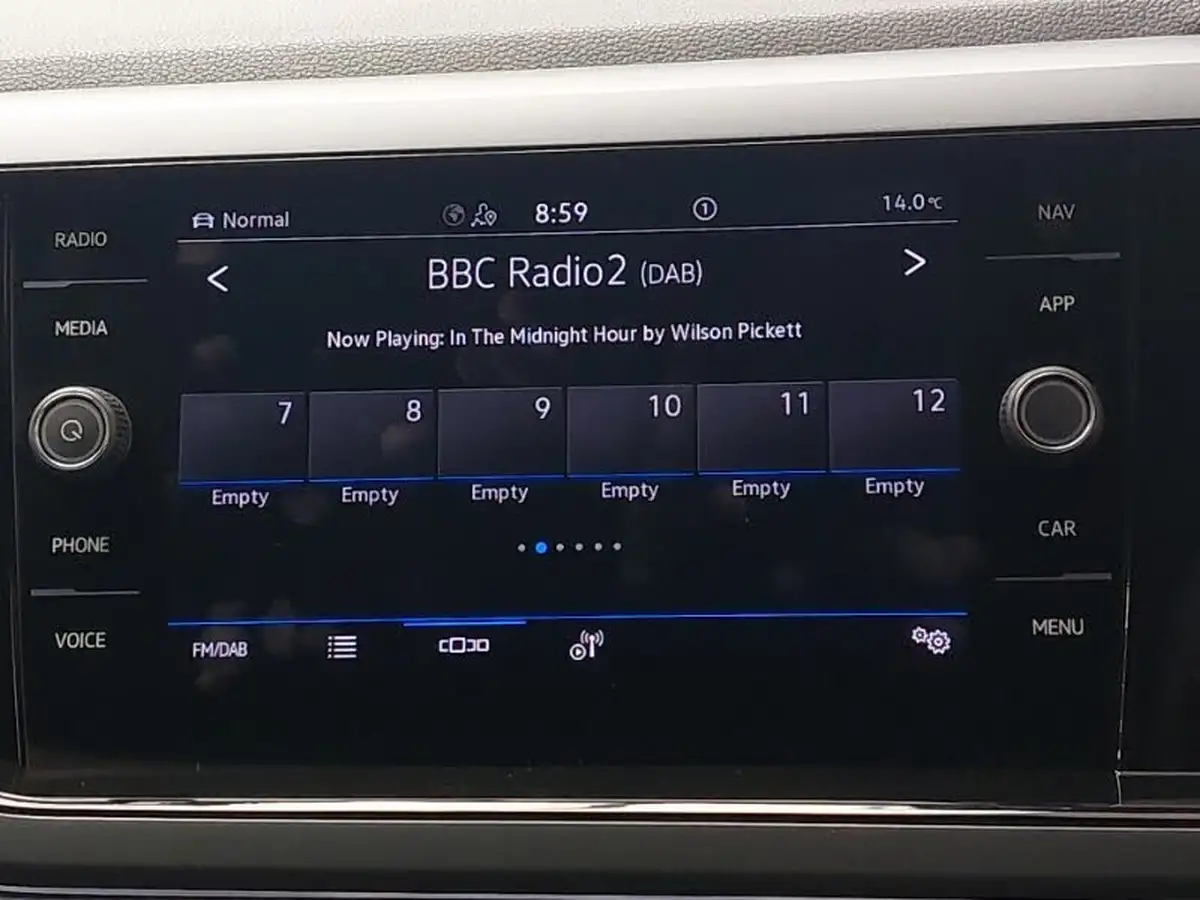 Normal 8:59 1 14.0°C
RADIO
NAV
< BBC Radio2 (DAB) >
MEDIA
APP
Now Playing: In The Midnight Hour by Wilson Pickett
7 8 9 10 11 12
Empty Empty Empty Empty Empty Empty
PHONE
CAR
VOICE
FM/DAB
MENU